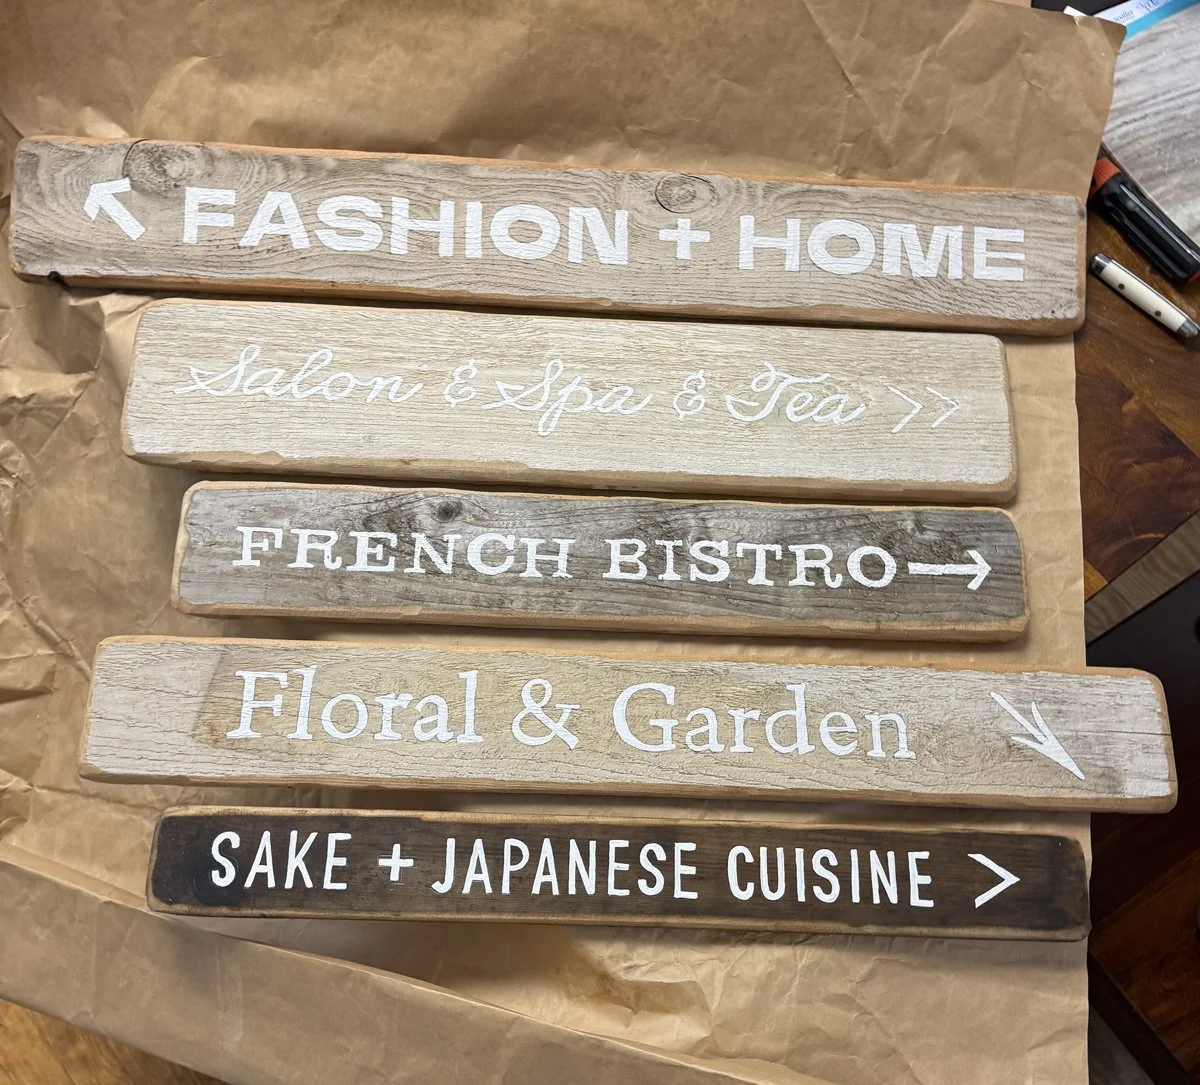 ↖ FASHION + HOME
Salon & Spa & Tea >>
FRENCH BISTRO →
Floral & Garden ↘
SAKE + JAPANESE CUISINE >